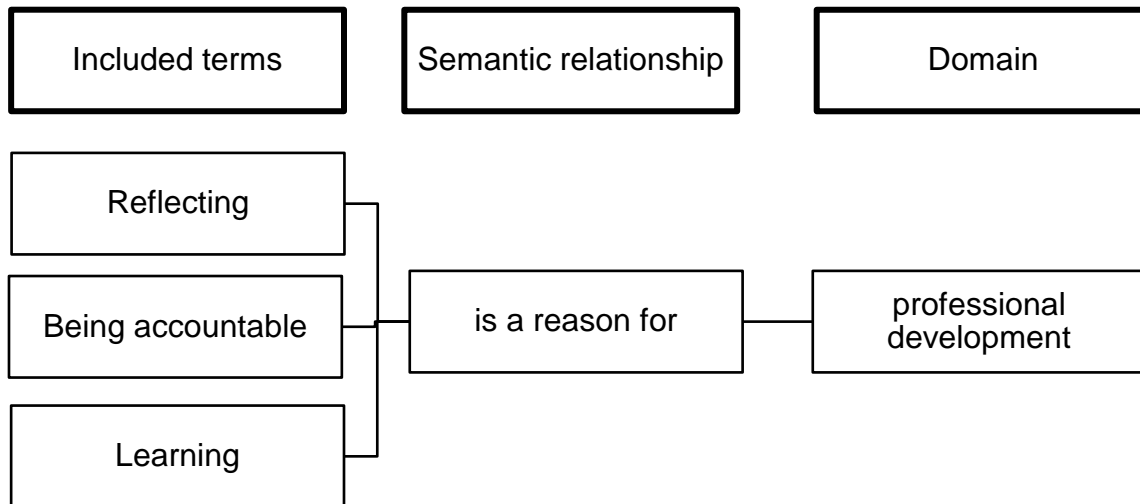 Included terms
Semantic relationship
Domain
Reflecting
Being accountable
Learning
is a reason for
professional
development